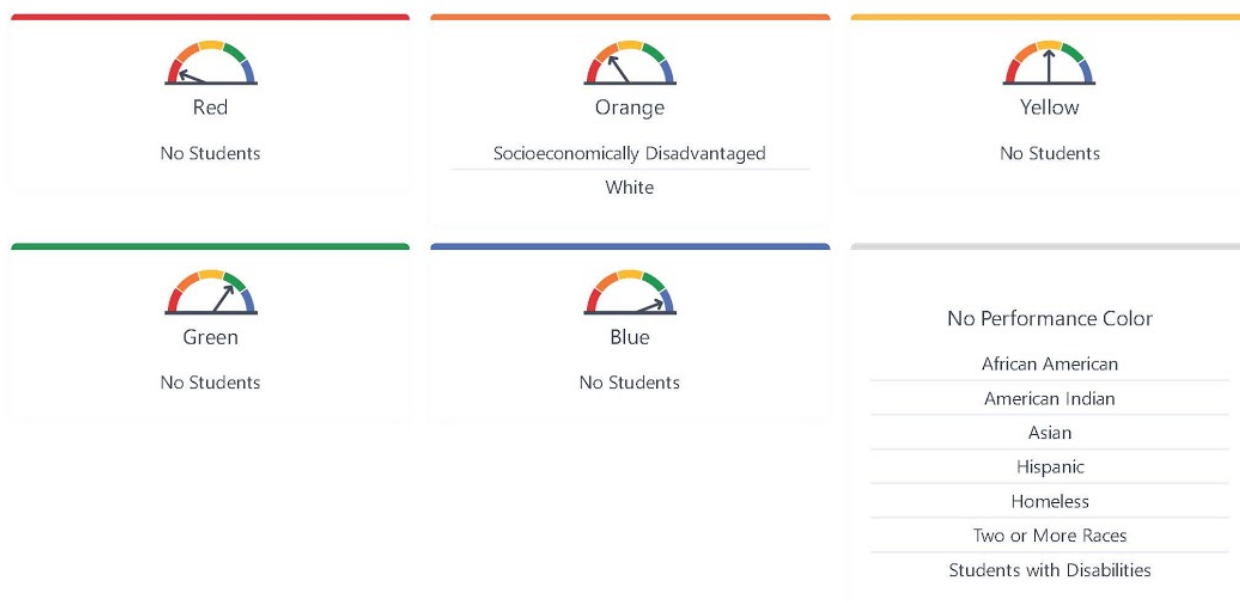 Red
No Students
Orange
Socioeconomically Disadvantaged
White
Yellow
No Students
Green
No Students
Blue
No Students
No Performance Color
African American
American Indian
Asian
Hispanic
Homeless
Two or More Races
Students with Disabilities